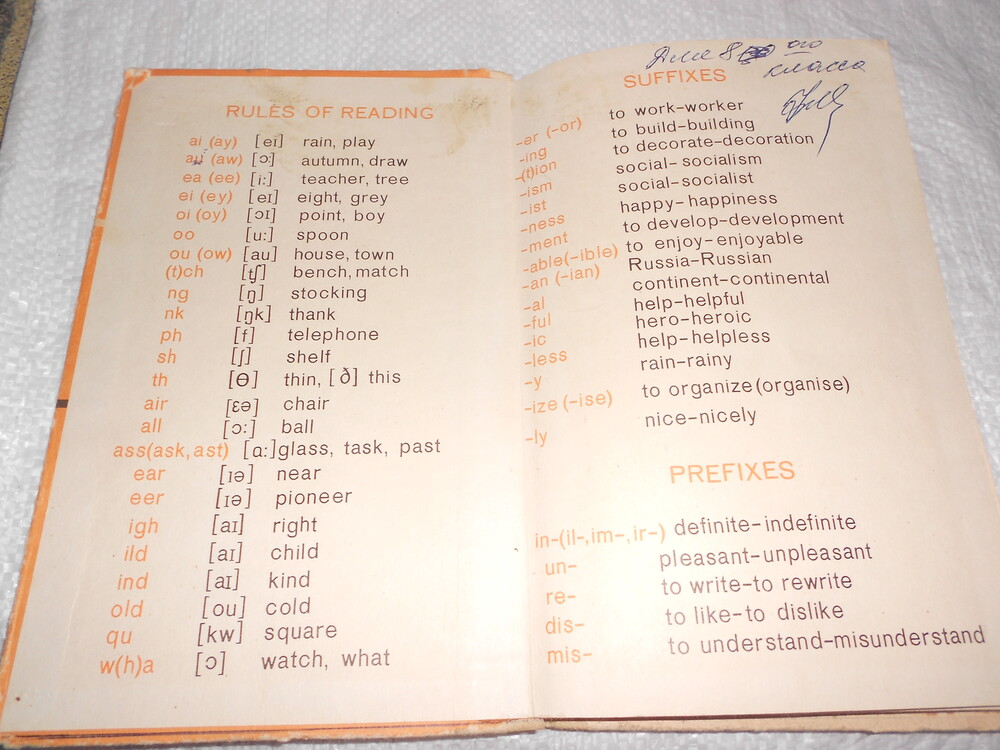 RULES OF READING
ai (ay) [eɪ] rain, play
au (aw) [ɔ] autumn, draw
ea (ee) [i:] teacher, tree
ei (ey) [eɪ] eight, grey
oi (oy) [ɔɪ] point, boy
oo [u:] spoon
ou (ow) [au] house, town
(t)ch [tʃ] bench, match
ng [ŋ] stocking
nk [ŋk] thank
ph [f] telephone
sh [ʃ] shelf
th [Θ] thin, [ð] this
air [ɛə] chair
all [ɔ:] ball
ass(ask, ast) [ɑ:] glass, task, past
ear [ɪə] near
eer [ɪə] pioneer
igh [aɪ] right
ild [aɪ] child
ind [aɪ] kind
old [ou] cold
qu [kw] square
w(h)a [ɔ] watch, what
Для 8 ого
класса
SUFFIXES
-er (-or) to work-worker
-ing to build-building
-(t)ion to decorate-decoration
-ism social-socialism
-ist social-socialist
-ness happy-happiness
-ment to develop-development
-able(-ible) to enjoy-enjoyable
-an (-ian) Russia-Russian
-al continent-continental
-ful help-helpful
-ic hero-heroic
-less help-helpless
-y rain-rainy
-ize (-ise) to organize (organise)
-ly nice-nicely
PREFIXES
in-(il-, im-, ir-) definite-indefinite
un- pleasant-unpleasant
re- to write-to rewrite
dis- to like-to dislike
mis- to understand-misunderstand